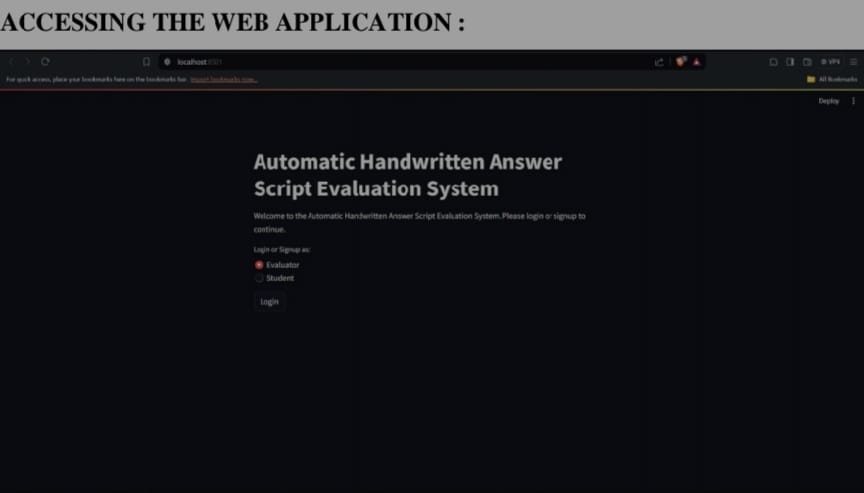 ACCESSING THE WEB APPLICATION :
localhost:8501
VPN
For quick access, place your bookmarks here on the bookmarks bar. Import bookmarks now...
All Bookmarks
Deploy
Automatic Handwritten Answer
Script Evaluation System
Welcome to the Automatic Handwritten Answer Script Evaluation System. Please login or signup to
continue.
Login or Signup as:
Evaluator
Student
Login